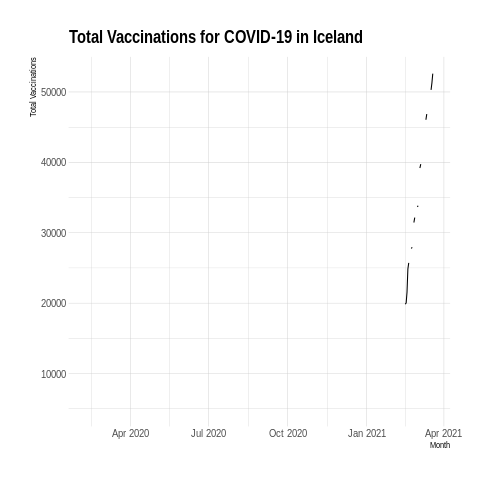 Total Vaccinations for COVID-19 in Iceland
Total Vaccinations
50000
40000
30000
20000
10000
Apr 2020 Jul 2020 Oct 2020 Jan 2021 Apr 2021
Month